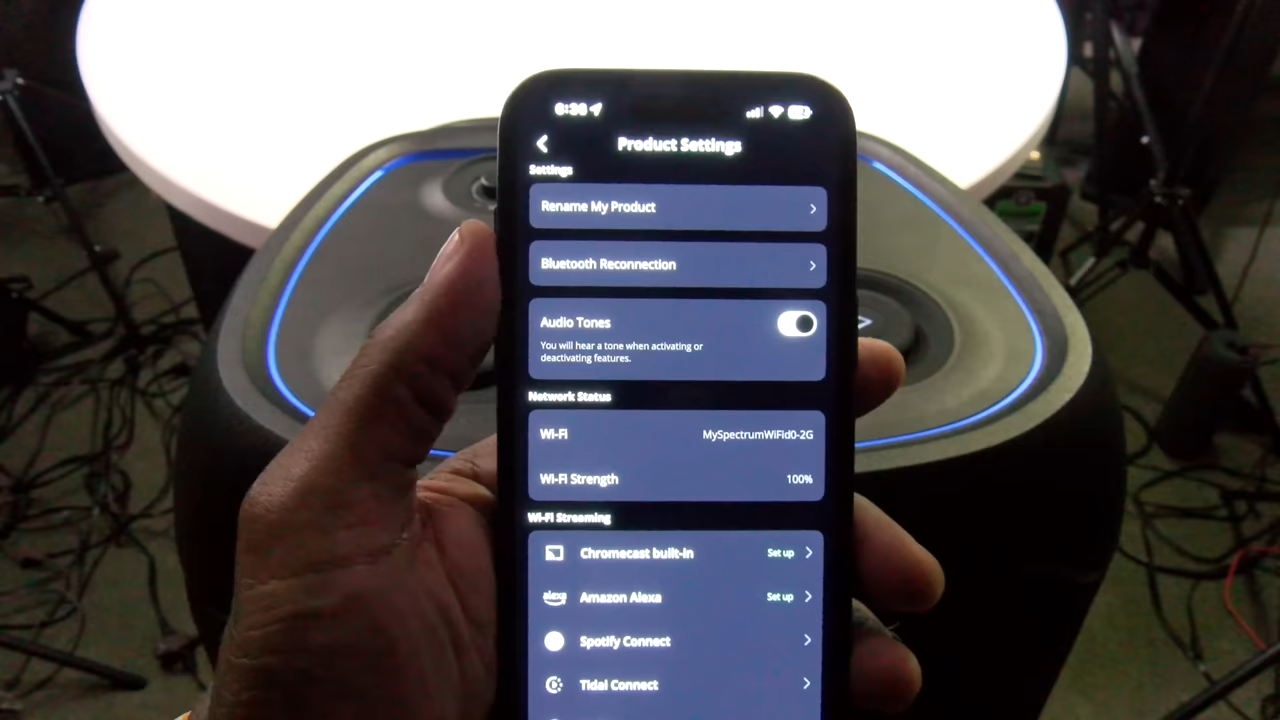 6:30
Product Settings
Settings
Rename My Product
Bluetooth Reconnection
Audio Tones
You will hear a tone when activating or
deactivating features.
Network Status
Wi-Fi MySpectrumWiFid0-2G
Wi-Fi Strength 100%
Wi-Fi Streaming
Chromecast built-in Set up
alexa Amazon Alexa Set up
Spotify Connect
Tidal Connect